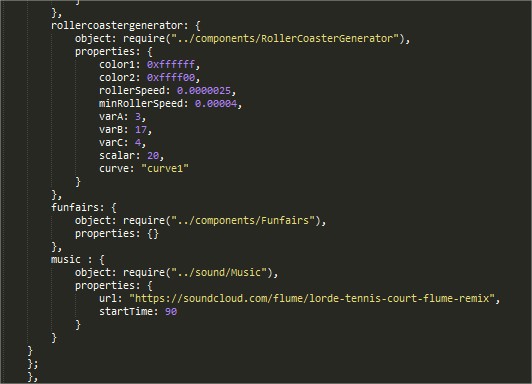 },
rollercoastergenerator: {
object: require("../components/RollerCoasterGenerator"),
properties: {
color1: 0xffffff,
color2: 0xffff00,
rollerSpeed: 0.0000025,
minRollerSpeed: 0.00004,
varA: 3,
varB: 17,
varC: 4,
scalar: 20,
curve: "curve1"
}
},
funfairs: {
object: require("../components/Funfairs"),
properties: {}
},
music : {
object: require("../sound/Music"),
properties: {
url: "https://soundcloud.com/flume/lorde-tennis-court-flume-remix",
startTime: 90
}
}
}
};
},